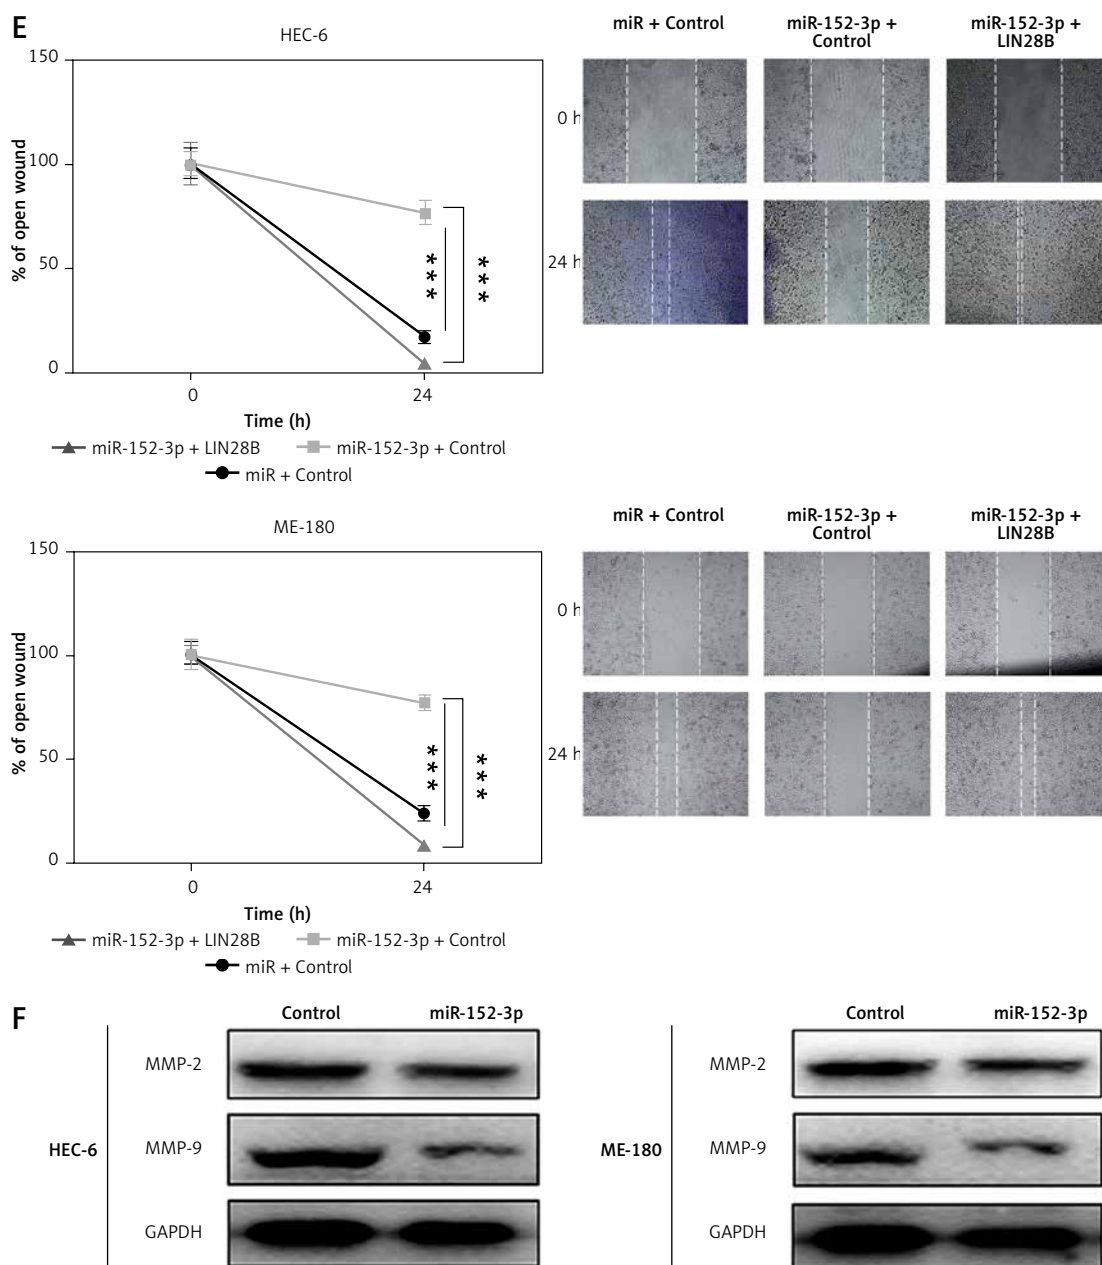 E
HEC-6
150
100
50
0
% of open wound
***
***
0
24
Time (h)
miR-152-3p + LIN28B
miR-152-3p + Control
miR + Control
miR + Control
miR-152-3p +
Control
miR-152-3p +
LIN28B
0 h
24 h
ME-180
150
100
50
0
% of open wound
***
***
0
24
Time (h)
miR-152-3p + LIN28B
miR-152-3p + Control
miR + Control
miR + Control
miR-152-3p +
Control
miR-152-3p +
LIN28B
0 h
24 h
F
Control
miR-152-3p
HEC-6
MMP-2
MMP-9
GAPDH
Control
miR-152-3p
ME-180
MMP-2
MMP-9
GAPDH